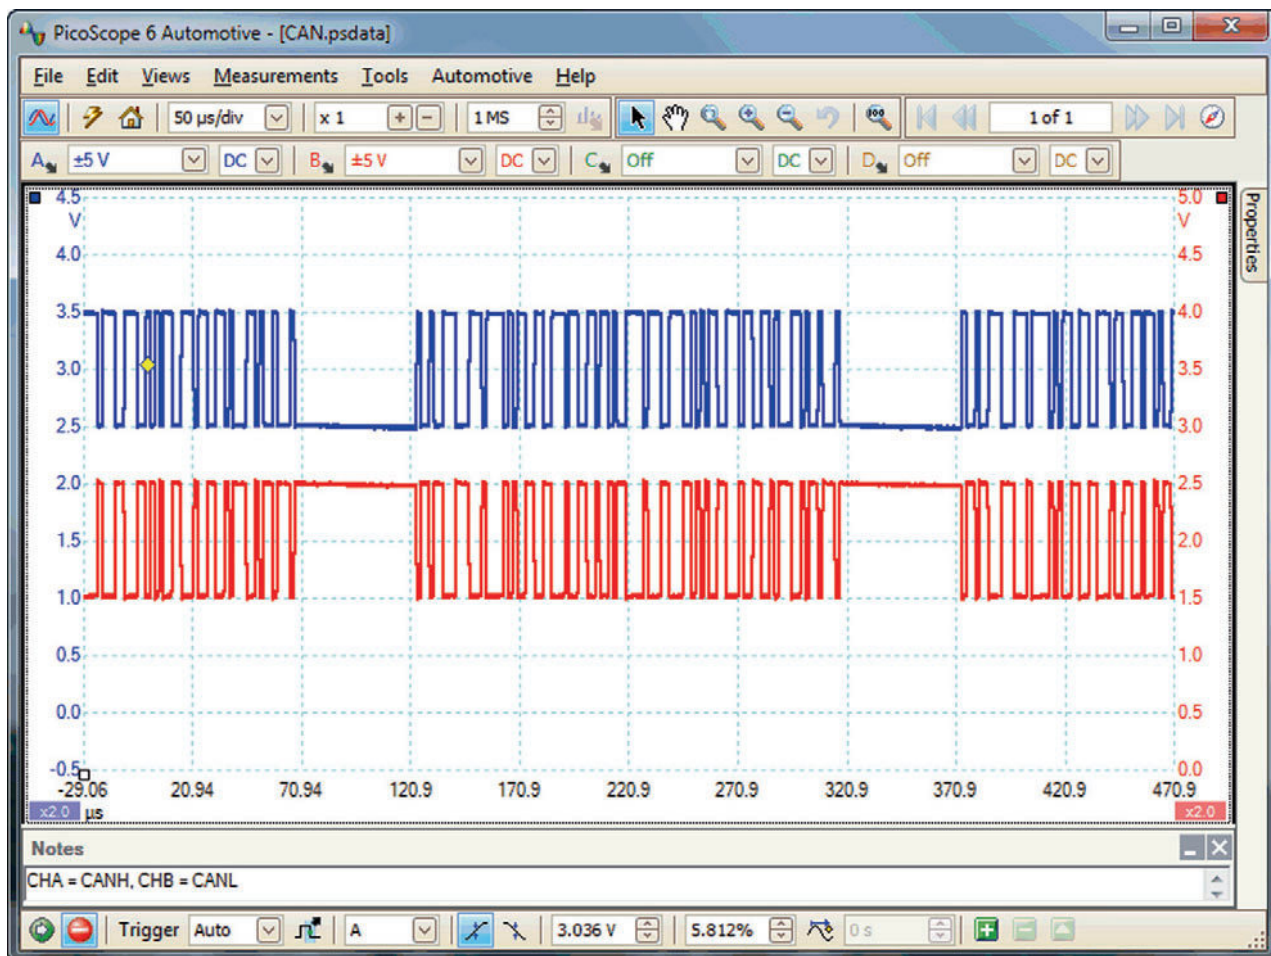 PicoScope 6 Automotive - [CAN.psdata]
File Edit Views Measurements Tools Automotive Help
50 µs/div x 1 + - 1 MS 100 1 of 1
A ±5 V DC B ±5 V DC C Off DC D Off DC
4.5 5.0
V V
4.0 4.5
3.5 4.0
3.0 3.5
2.5 3.0
2.0 2.5
1.5 2.0
1.0 1.5
0.5 1.0
0.0 0.5
-0.5 0.0
-29.06 20.94 70.94 120.9 170.9 220.9 270.9 320.9 370.9 420.9 470.9
x2.0 µs x2.0
Properties
Notes
CHA = CANH, CHB = CANL
Trigger Auto A 3.036 V 5.812% 0 s